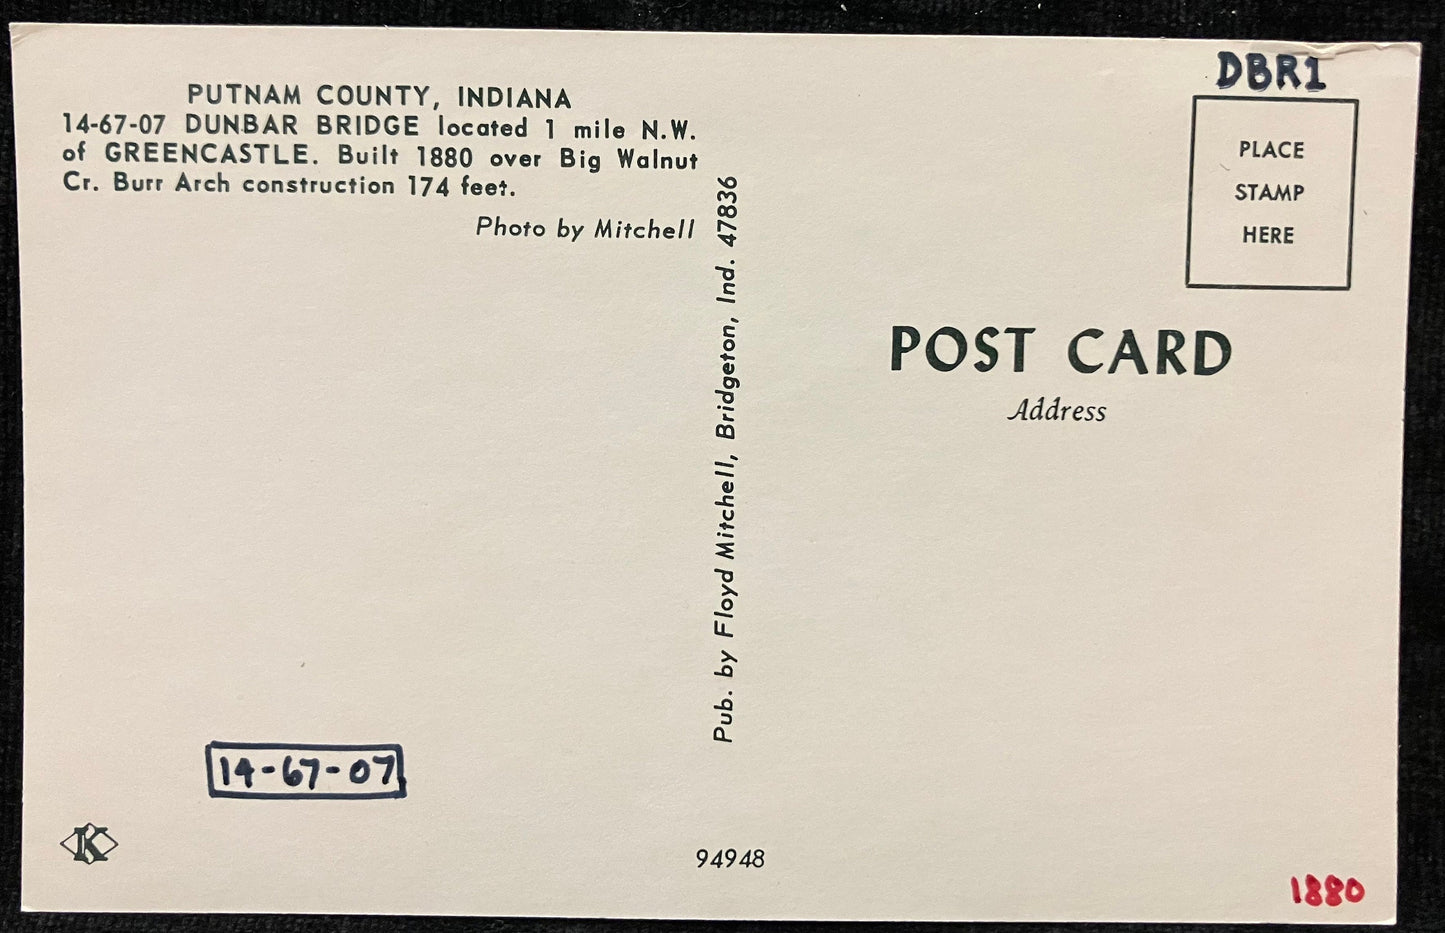 PUTNAM COUNTY, INDIANA
14-67-07 DUNBAR BRIDGE located 1 mile N.W.
of GREENCASTLE. Built 1880 over Big Walnut
Cr. Burr Arch construction 174 feet.
Photo by Mitchell
14-67-07
K
Pub. by Floyd Mitchell, Bridgeton, Ind. 47836
94948
DBR1
PLACE
STAMP
HERE
POST CARD
Address
1880